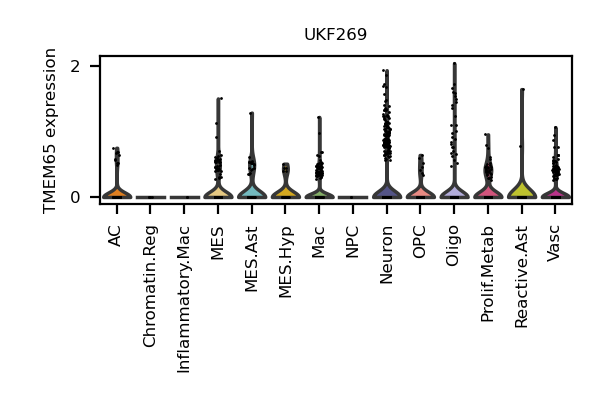 UKF269
TMEM65 expression
2
0
AC
Chromatin.Reg
Inflammatory.Mac
MES
MES.Ast
MES.Hyp
Mac
NPC
Neuron
OPC
Oligo
Prolif.Metab
Reactive.Ast
Vasc